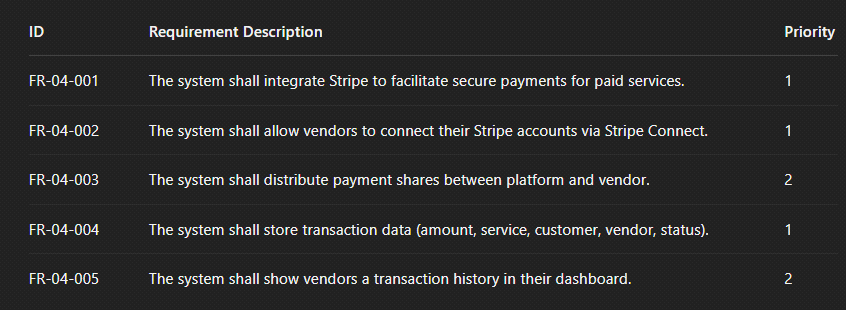 ID Requirement Description Priority
FR-04-001 The system shall integrate Stripe to facilitate secure payments for paid services. 1
FR-04-002 The system shall allow vendors to connect their Stripe accounts via Stripe Connect. 1
FR-04-003 The system shall distribute payment shares between platform and vendor. 2
FR-04-004 The system shall store transaction data (amount, service, customer, vendor, status). 1
FR-04-005 The system shall show vendors a transaction history in their dashboard. 2